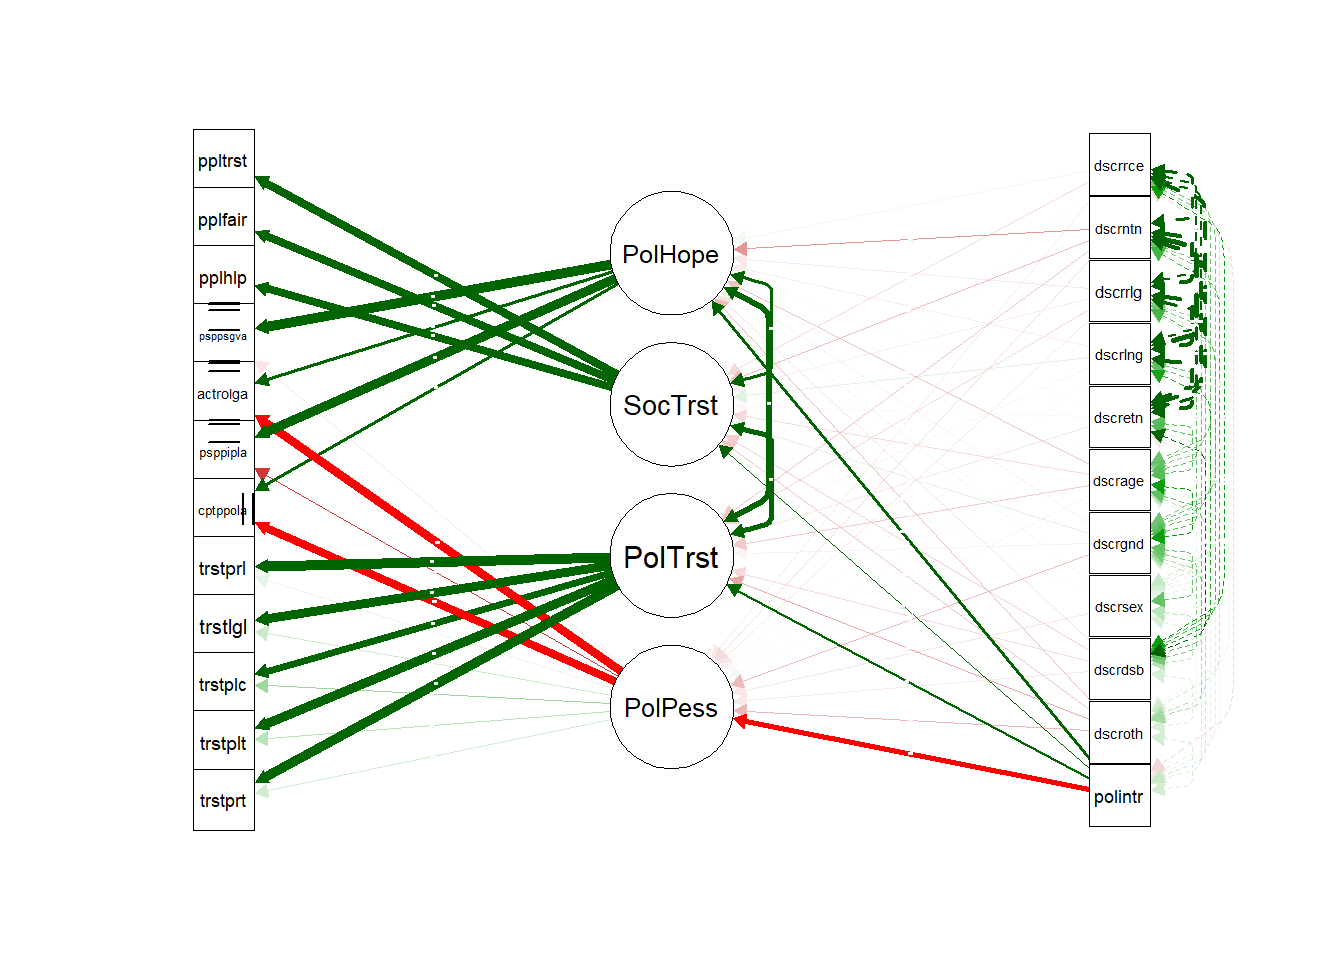 ppltrst
pplfair
pplhlp
psppsgva
actrolga
psppipla
cptppola
trstprl
trstlgl
trstplc
trstplt
trstprt
PolHope
SocTrst
PolTrst
PolPess
dscrrce
dscrntn
dscrrlg
dscrlng
dscretn
dscrage
dscrgnd
dscrsex
dscrdsb
dscroth
polintr